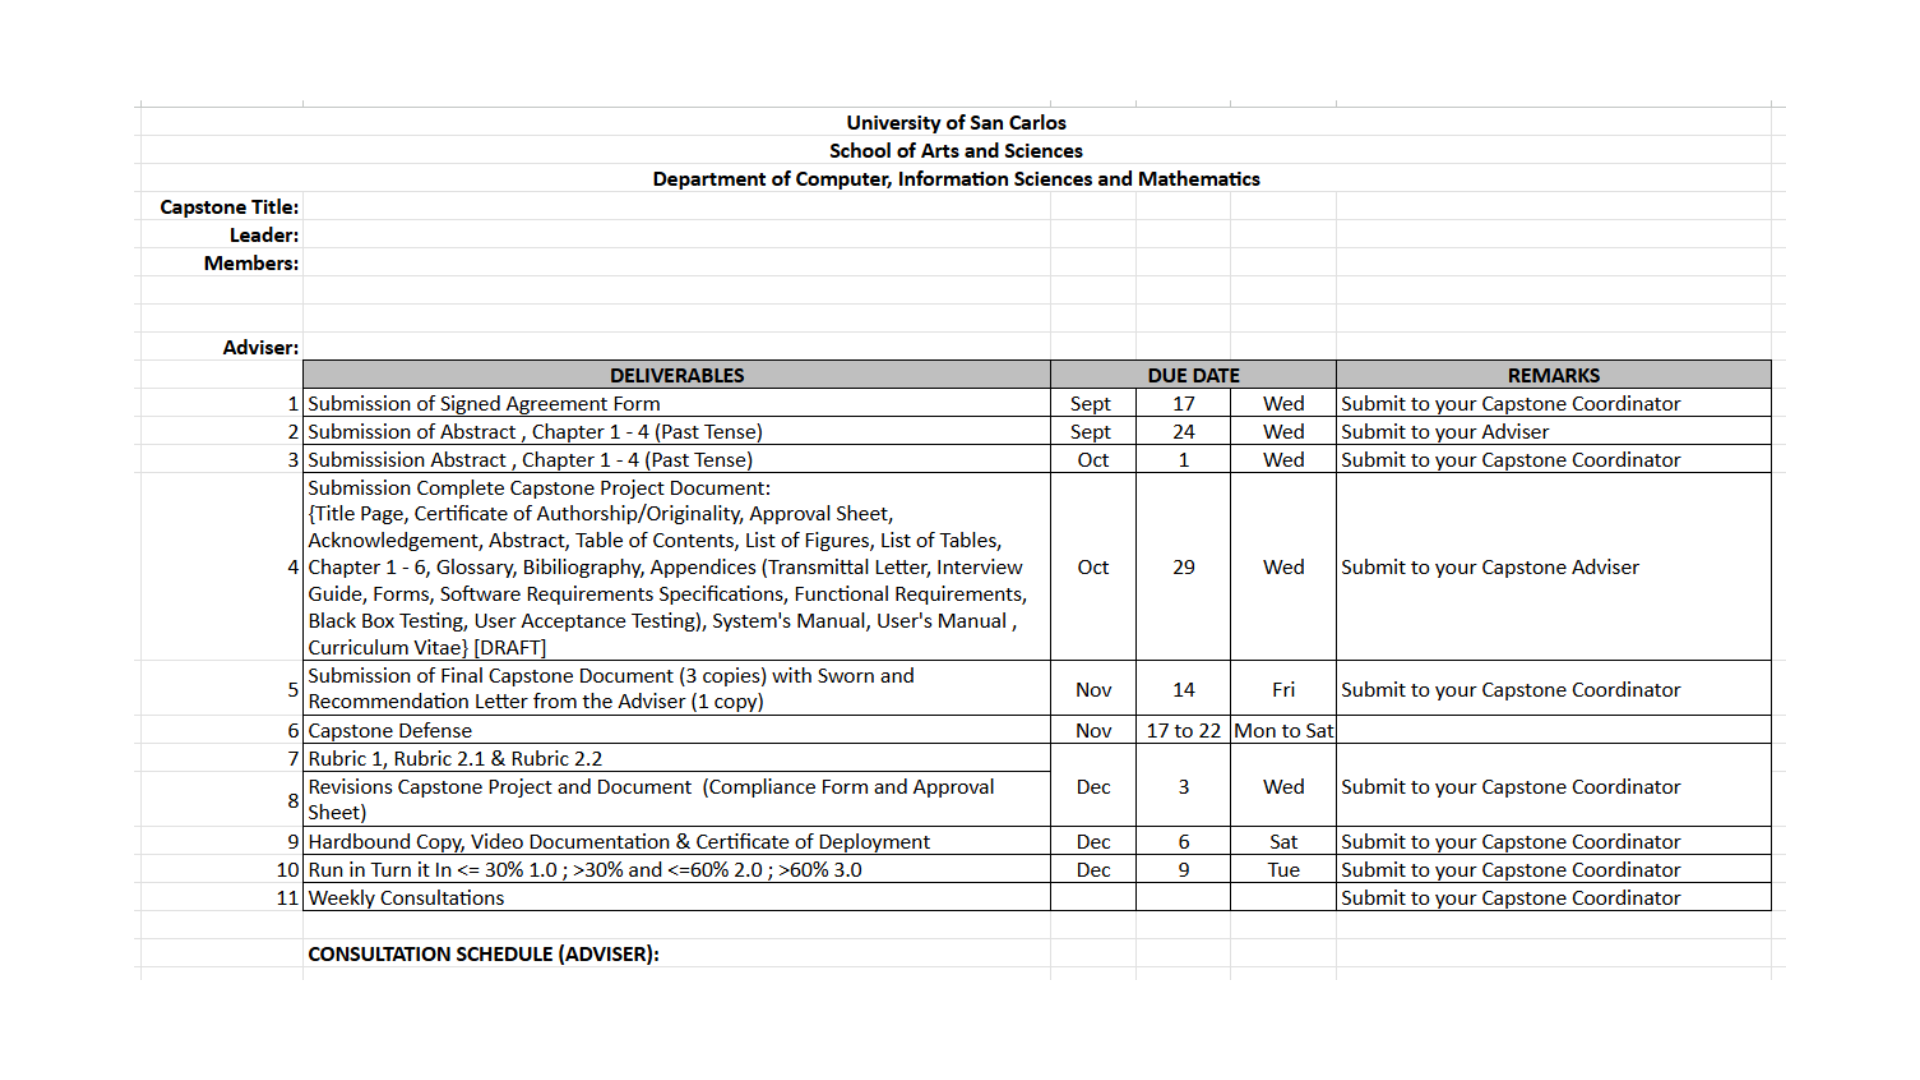 University of San Carlos
School of Arts and Sciences
Department of Computer, Information Sciences and Mathematics
Capstone Title:
Leader:
Members:
Adviser:
DELIVERABLES DUE DATE REMARKS
1 Submission of Signed Agreement Form Sept 17 Wed Submit to your Capstone Coordinator
2 Submission of Abstract , Chapter 1 - 4 (Past Tense) Sept 24 Wed Submit to your Adviser
3 Submissision Abstract , Chapter 1 - 4 (Past Tense) Oct 1 Wed Submit to your Capstone Coordinator
Submission Complete Capstone Project Document:
{Title Page, Certificate of Authorship/Originality, Approval Sheet,
Acknowledgement, Abstract, Table of Contents, List of Figures, List of Tables,
4 Chapter 1 - 6, Glossary, Bibiliography, Appendices (Transmittal Letter, Interview Oct 29 Wed Submit to your Capstone Adviser
Guide, Forms, Software Requirements Specifications, Functional Requirements,
Black Box Testing, User Acceptance Testing), System's Manual, User's Manual ,
Curriculum Vitae} [DRAFT]
5 Submission of Final Capstone Document (3 copies) with Sworn and
Recommendation Letter from the Adviser (1 copy) Nov 14 Fri Submit to your Capstone Coordinator
6 Capstone Defense Nov 17 to 22 Mon to Sat
7 Rubric 1, Rubric 2.1 & Rubric 2.2
8 Revisions Capstone Project and Document (Compliance Form and Approval Dec 3 Wed Submit to your Capstone Coordinator
Sheet)
9 Hardbound Copy, Video Documentation & Certificate of Deployment Dec 6 Sat Submit to your Capstone Coordinator
10 Run in Turn it In <= 30% 1.0 ; >30% and <=60% 2.0 ; >60% 3.0 Dec 9 Tue Submit to your Capstone Coordinator
11 Weekly Consultations Submit to your Capstone Coordinator
CONSULTATION SCHEDULE (ADVISER):